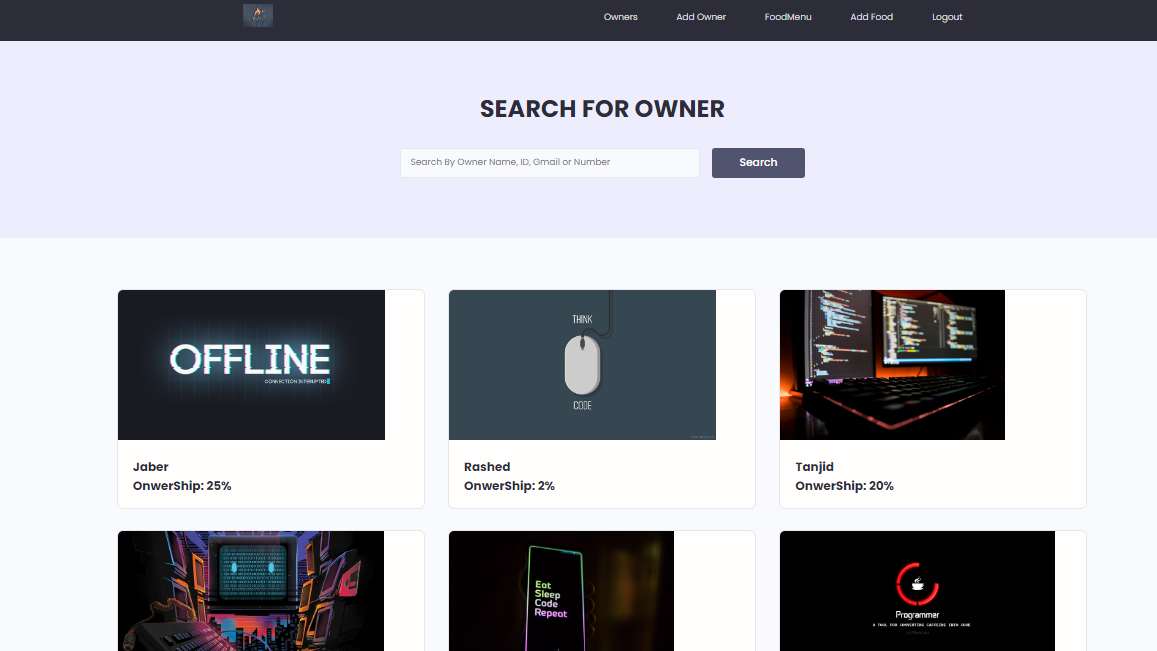 Owners Add Owner FoodMenu Add Food Logout
SEARCH FOR OWNER
Search By Owner Name, ID, Gmail or Number Search
OFFLINE
CONNECTION INTERRUPTED
THINK
CODE
Jaber
OnwerShip: 25%
Rashed
OnwerShip: 2%
Tanjid
OnwerShip: 20%
Eat
Sleep
Code
Repeat
Programmer
A TOOL FOR CONVERTING CAFFEINE INTO CODE